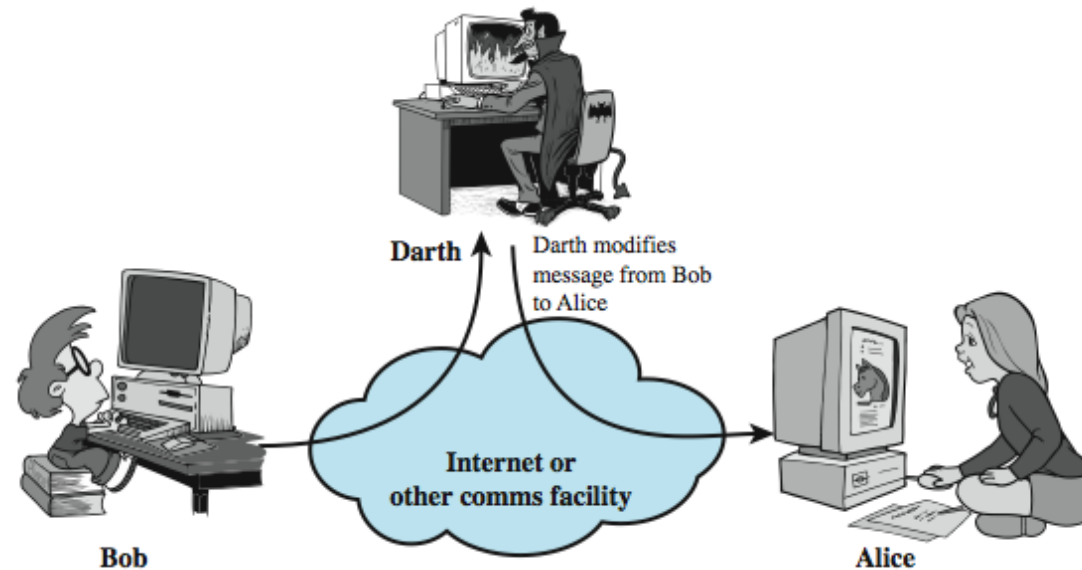 Darth
Darth modifies
message from Bob
to Alice
Internet or
other comms facility
Bob
Alice